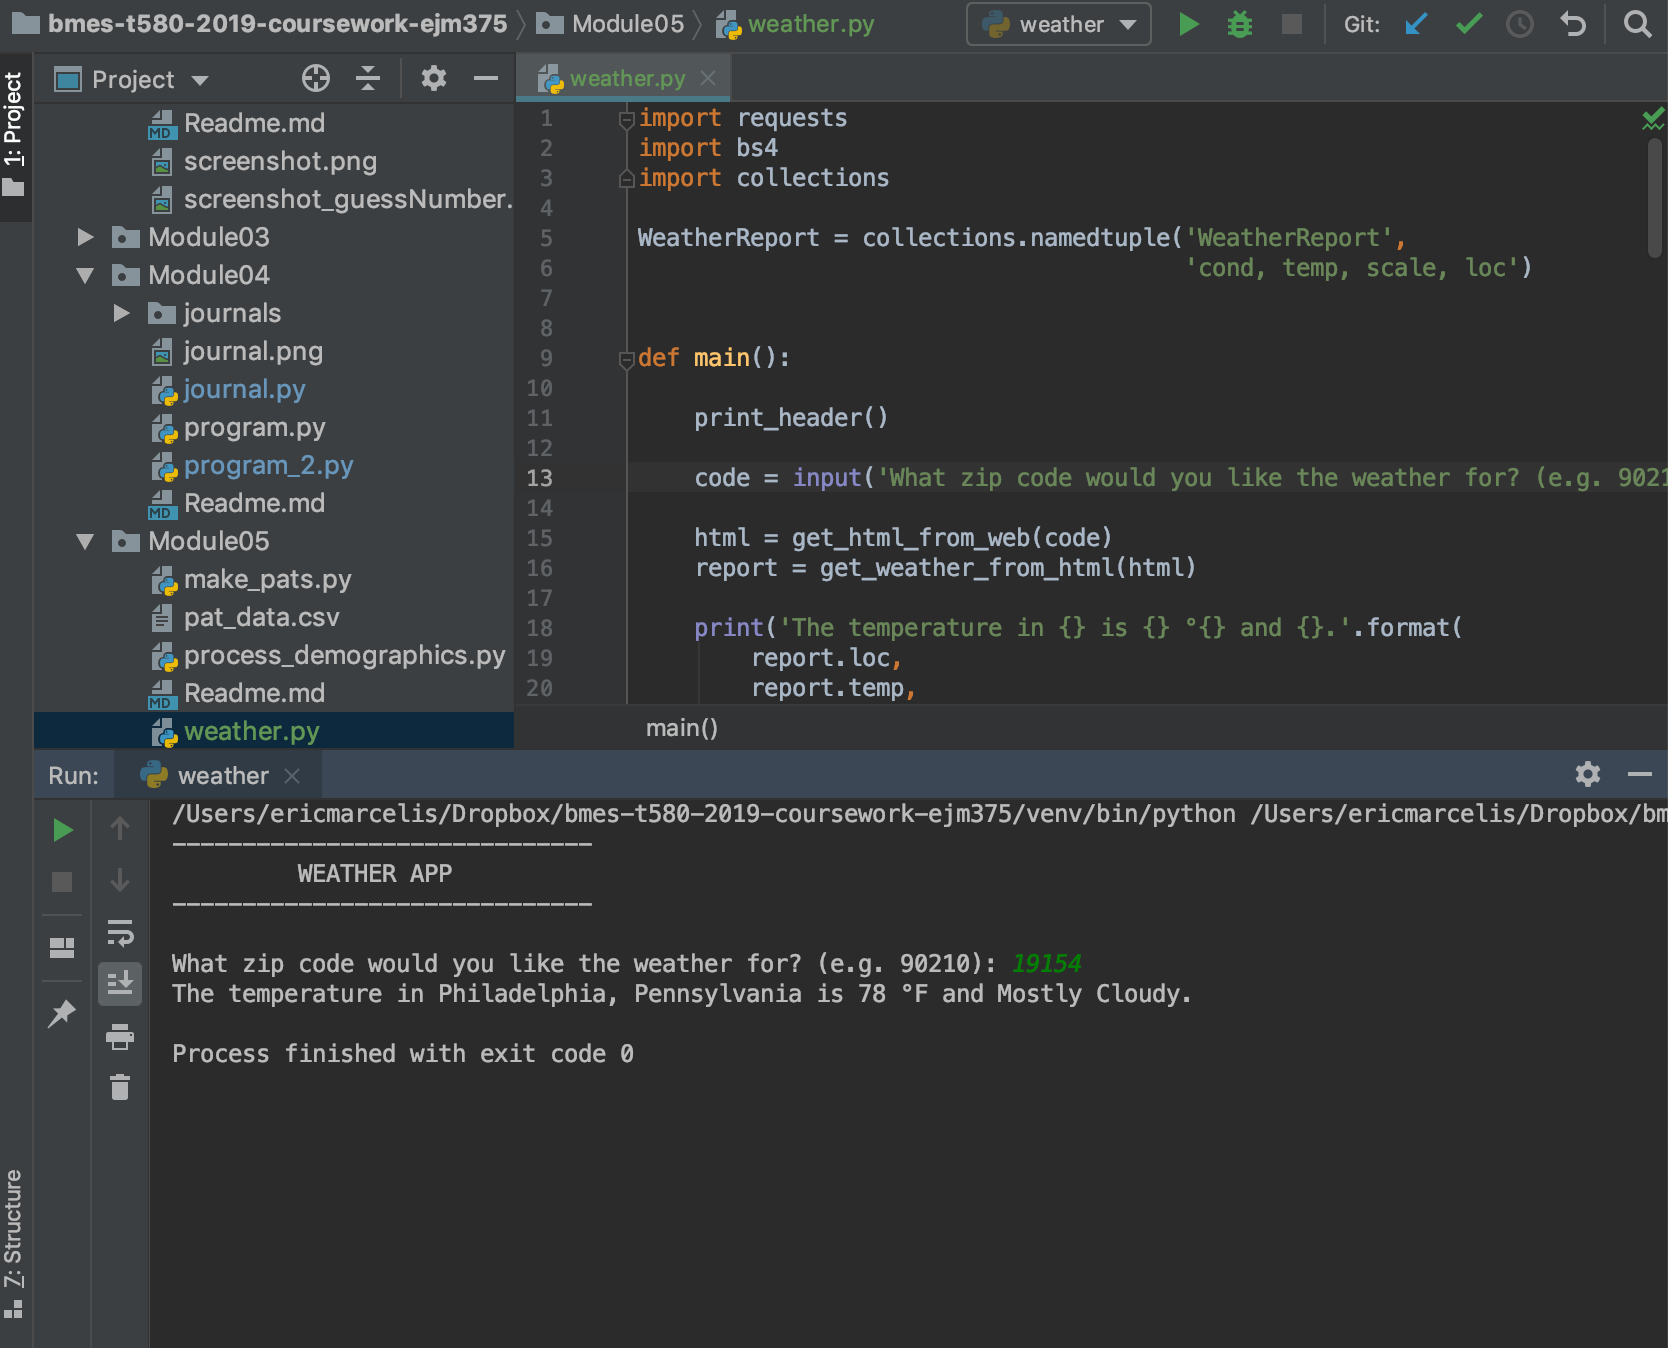 bmes-t580-2019-coursework-ejm375 Module05 weather.py weather Git:
1: Project
Project
Readme.md
screenshot.png
screenshot_guessNumber.
Module03
Module04
journals
journal.png
journal.py
program.py
program_2.py
Readme.md
Module05
make_pats.py
pat_data.csv
process_demographics.py
Readme.md
weather.py
weather.py
1 import requests
2 import bs4
3 import collections
4
5 WeatherReport = collections.namedtuple('WeatherReport',
6 'cond, temp, scale, loc')
7
8
9 def main():
10
11 print_header()
12
13 code = input('What zip code would you like the weather for? (e.g. 9021
14
15 html = get_html_from_web(code)
16 report = get_weather_from_html(html)
17
18 print('The temperature in {} is {} °{} and {}.'.format(
19 report.loc,
20 report.temp,
main()
Run: weather
/Users/ericmarcelis/Dropbox/bmes-t580-2019-coursework-ejm375/venv/bin/python /Users/ericmarcelis/Dropbox/bm
------------------------------
WEATHER APP
------------------------------
What zip code would you like the weather for? (e.g. 90210): 19154
The temperature in Philadelphia, Pennsylvania is 78 °F and Mostly Cloudy.
Process finished with exit code 0
7: Structure